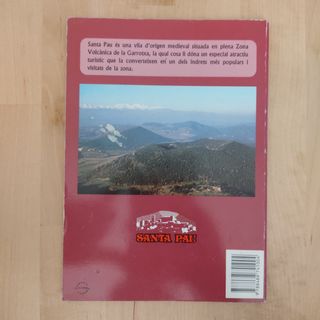 Santa Pau és una vila d'origen medieval situada en plena Zona
Volcànica de la Garrotxa, la qual cosa li dóna un especial atractiu
turístic que la converteixen en un dels indrets més populars i
visitats de la zona.
SANTA PAU